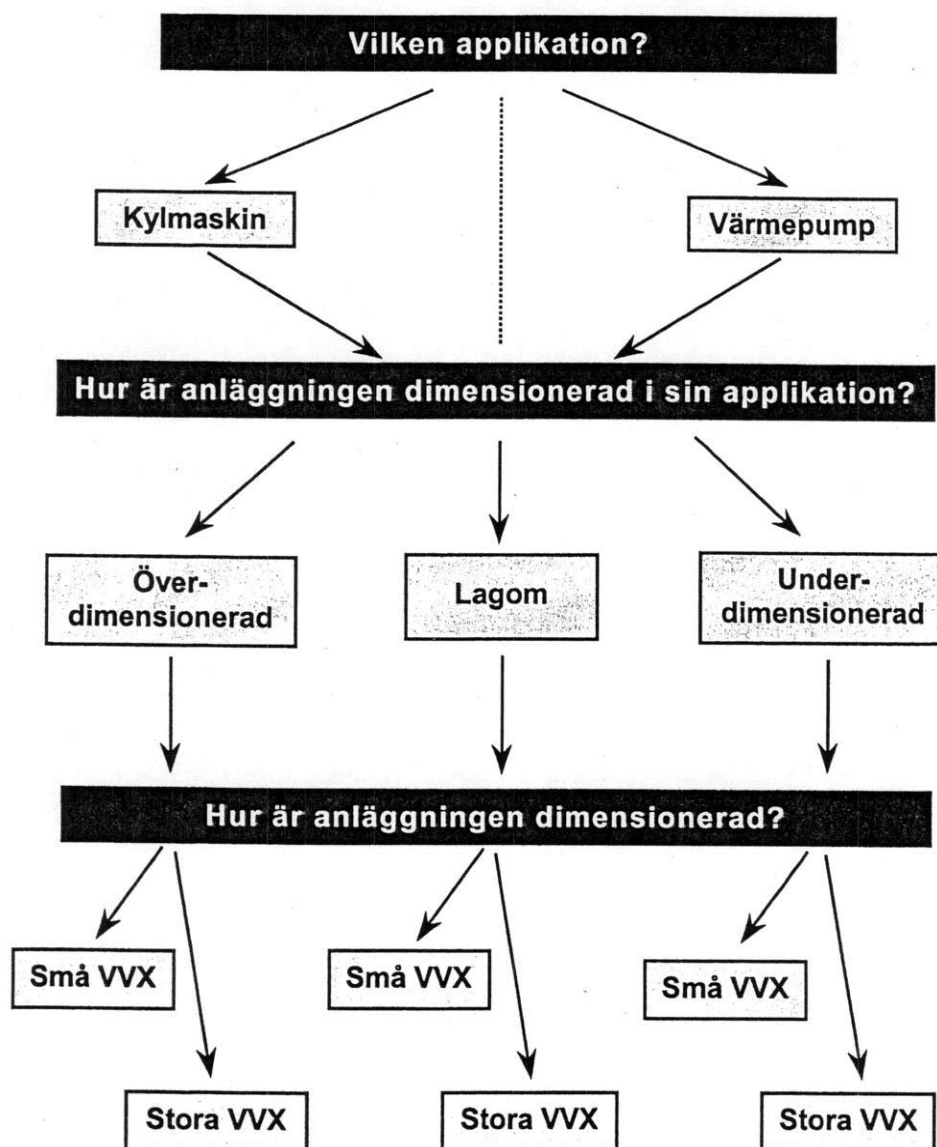 Vilken applikation?
Kylmaskin
Värmepump
Hur är anläggningen dimensionerad i sin applikation?
Över-
dimensionerad
Lagom
Under-
dimensionerad
Hur är anläggningen dimensionerad?
Små VVX
Små VVX
Små VVX
Stora VVX
Stora VVX
Stora VVX